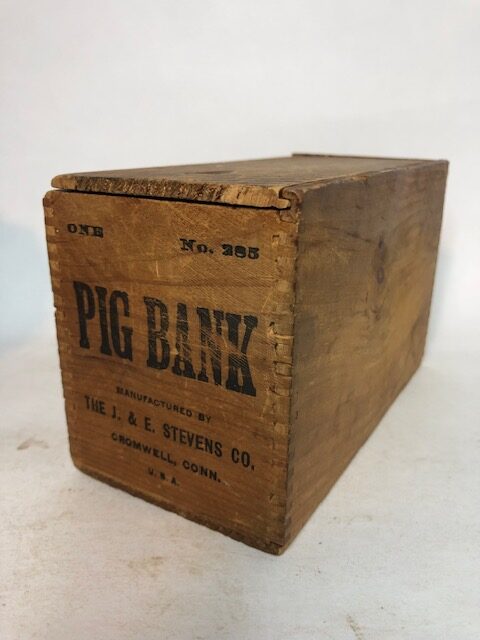 ONE No. 285
PIG BANK
MANUFACTURED BY
THE J. & E. STEVENS CO.
CROMWELL, CONN.
U.S.A.